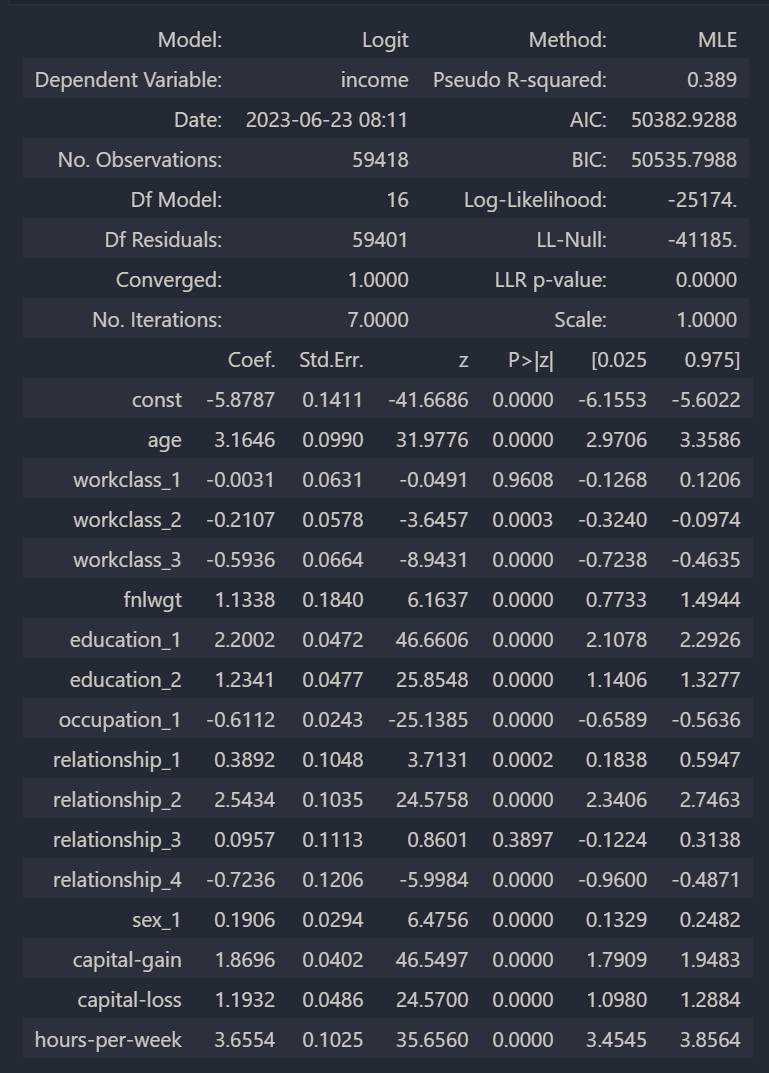 Model: Logit Method: MLE
Dependent Variable: income Pseudo R-squared: 0.389
Date: 2023-06-23 08:11 AIC: 50382.9288
No. Observations: 59418 BIC: 50535.7988
Df Model: 16 Log-Likelihood: -25174.
Df Residuals: 59401 LL-Null: -41185.
Converged: 1.0000 LLR p-value: 0.0000
No. Iterations: 7.0000 Scale: 1.0000
Coef. Std.Err. z P>|z| [0.025 0.975]
const -5.8787 0.1411 -41.6686 0.0000 -6.1553 -5.6022
age 3.1646 0.0990 31.9776 0.0000 2.9706 3.3586
workclass_1 -0.0031 0.0631 -0.0491 0.9608 -0.1268 0.1206
workclass_2 -0.2107 0.0578 -3.6457 0.0003 -0.3240 -0.0974
workclass_3 -0.5936 0.0664 -8.9431 0.0000 -0.7238 -0.4635
fnlwgt 1.1338 0.1840 6.1637 0.0000 0.7733 1.4944
education_1 2.2002 0.0472 46.6606 0.0000 2.1078 2.2926
education_2 1.2341 0.0477 25.8548 0.0000 1.1406 1.3277
occupation_1 -0.6112 0.0243 -25.1385 0.0000 -0.6589 -0.5636
relationship_1 0.3892 0.1048 3.7131 0.0002 0.1838 0.5947
relationship_2 2.5434 0.1035 24.5758 0.0000 2.3406 2.7463
relationship_3 0.0957 0.1113 0.8601 0.3897 -0.1224 0.3138
relationship_4 -0.7236 0.1206 -5.9984 0.0000 -0.9600 -0.4871
sex_1 0.1906 0.0294 6.4756 0.0000 0.1329 0.2482
capital-gain 1.8696 0.0402 46.5497 0.0000 1.7909 1.9483
capital-loss 1.1932 0.0486 24.5700 0.0000 1.0980 1.2884
hours-per-week 3.6554 0.1025 35.6560 0.0000 3.4545 3.8564